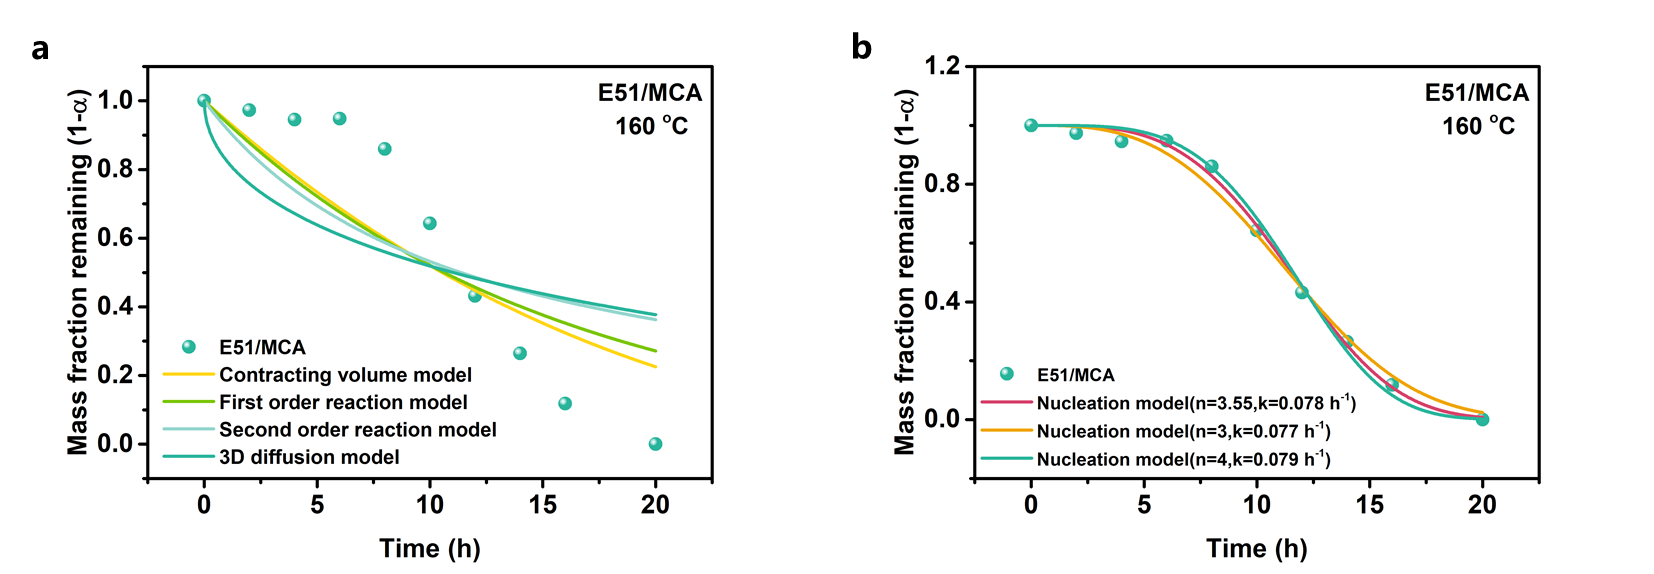 a
E51/MCA
160 °C
Mass fraction remaining (1-α)
1.0
0.8
0.6
0.4
0.2
0.0
E51/MCA
Contracting volume model
First order reaction model
Second order reaction model
3D diffusion model
0 5 10 15 20
Time (h)
b
E51/MCA
160 °C
Mass fraction remaining (1-α)
1.2
0.8
0.4
0.0
E51/MCA
Nucleation model(n=3.55,k=0.078 h⁻¹)
Nucleation model(n=3,k=0.077 h⁻¹)
Nucleation model(n=4,k=0.079 h⁻¹)
0 5 10 15 20
Time (h)